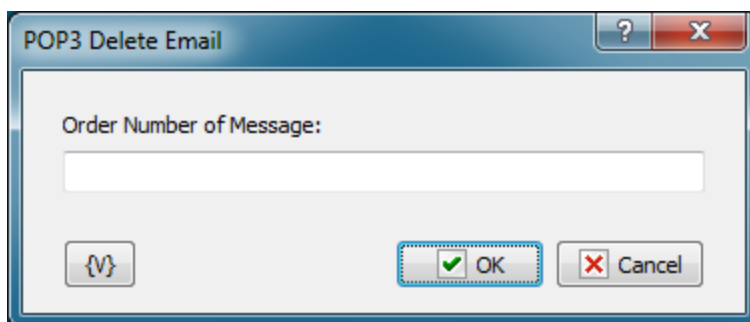 POP3 Delete Email
?
X
Order Number of Message:
{V}
OK
Cancel